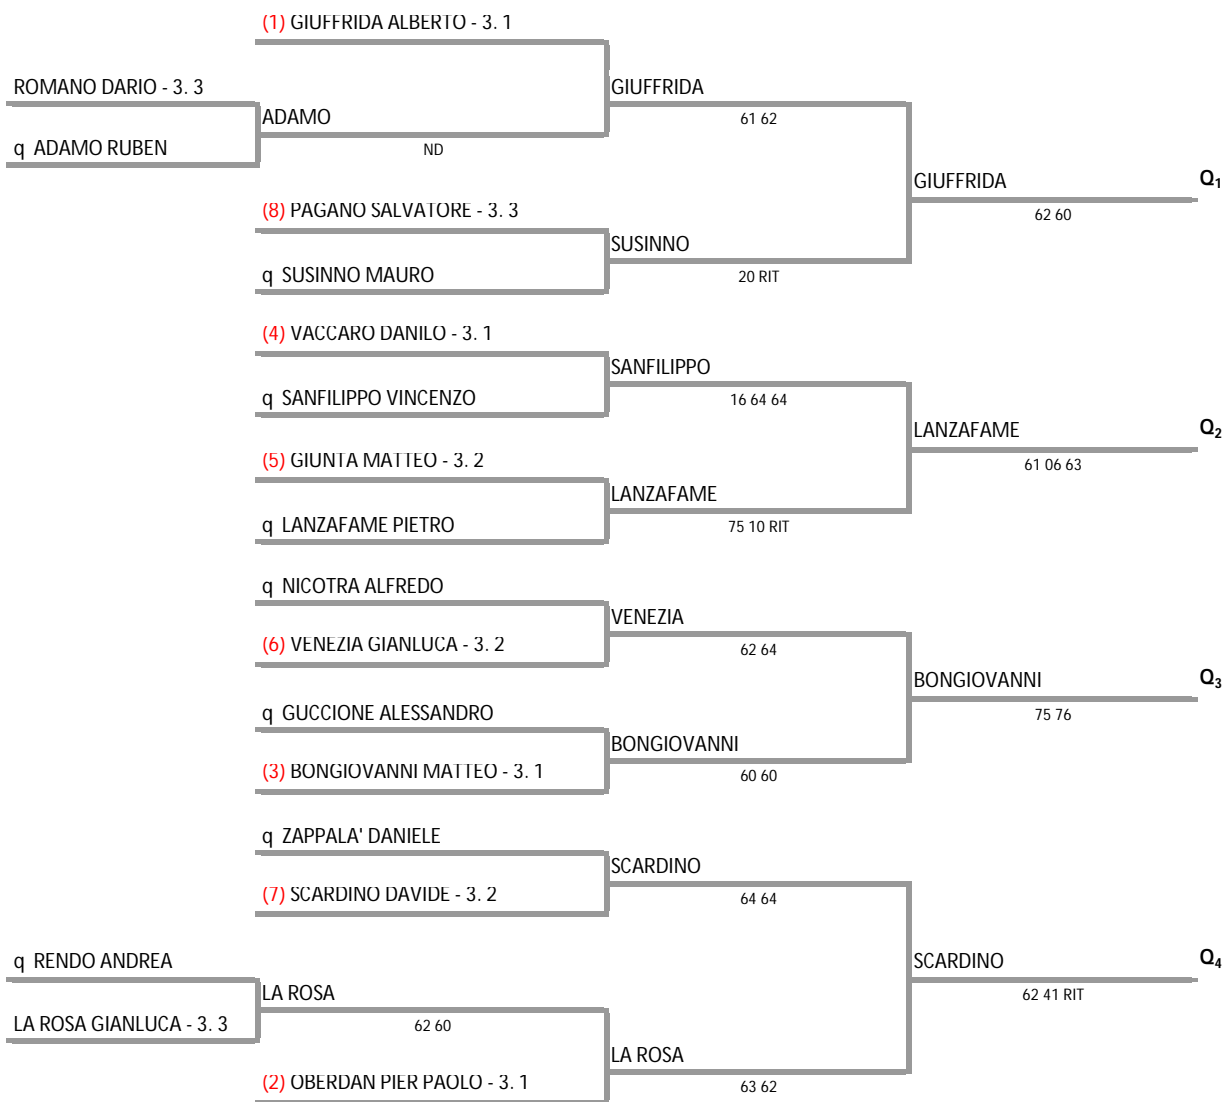 (1) GIUFFRIDA ALBERTO - 3. 1
ROMANO DARIO - 3. 3
GIUFFRIDA
ADAMO
61 62
q ADAMO RUBEN
ND
GIUFFRIDA
Q1
(8) PAGANO SALVATORE - 3. 3
62 60
SUSINNO
q SUSINNO MAURO
20 RIT
(4) VACCARO DANILO - 3. 1
SANFILIPPO
q SANFILIPPO VINCENZO
16 64 64
LANZAFAME
Q2
(5) GIUNTA MATTEO - 3. 2
61 06 63
LANZAFAME
q LANZAFAME PIETRO
75 10 RIT
q NICOTRA ALFREDO
VENEZIA
(6) VENEZIA GIANLUCA - 3. 2
62 64
BONGIOVANNI
Q3
q GUCCIONE ALESSANDRO
75 76
BONGIOVANNI
(3) BONGIOVANNI MATTEO - 3. 1
60 60
q ZAPPALA' DANIELE
SCARDINO
(7) SCARDINO DAVIDE - 3. 2
64 64
q RENDO ANDREA
SCARDINO
Q4
LA ROSA
62 41 RIT
LA ROSA GIANLUCA - 3. 3
62 60
LA ROSA
(2) OBERDAN PIER PAOLO - 3. 1
63 62